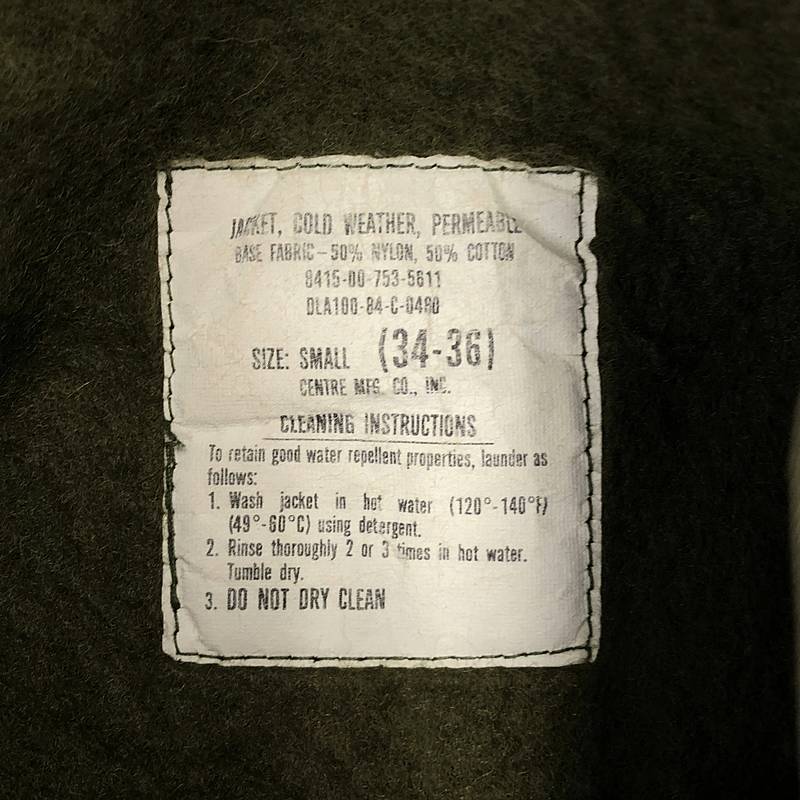 JACKET, COLD WEATHER, PERMEABLE
BASE FABRIC-50% NYLON, 50% COTTON
8415-00-753-5611
DLA100-84-C-0480
SIZE: SMALL (34-36)
CENTRE MFG. CO., INC.
CLEANING INSTRUCTIONS
To retain good water repellent properties, launder as
follows:
1. Wash jacket in hot water (120°-140°F)
(49°-60°C) using detergent.
2. Rinse thoroughly 2 or 3 times in hot water.
Tumble dry.
3. DO NOT DRY CLEAN